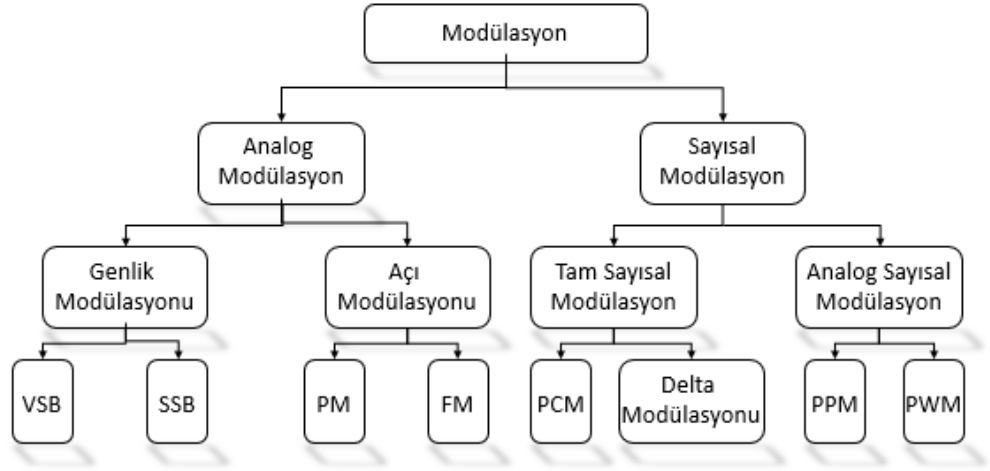 Modülasyon
Analog
Modülasyon
Sayısal
Modülasyon
Genlik
Modülasyonu
Açı
Modülasyonu
Tam Sayısal
Modülasyon
Analog Sayısal
Modülasyon
VSB
SSB
PM
FM
PCM
Delta
Modülasyonu
PPM
PWM